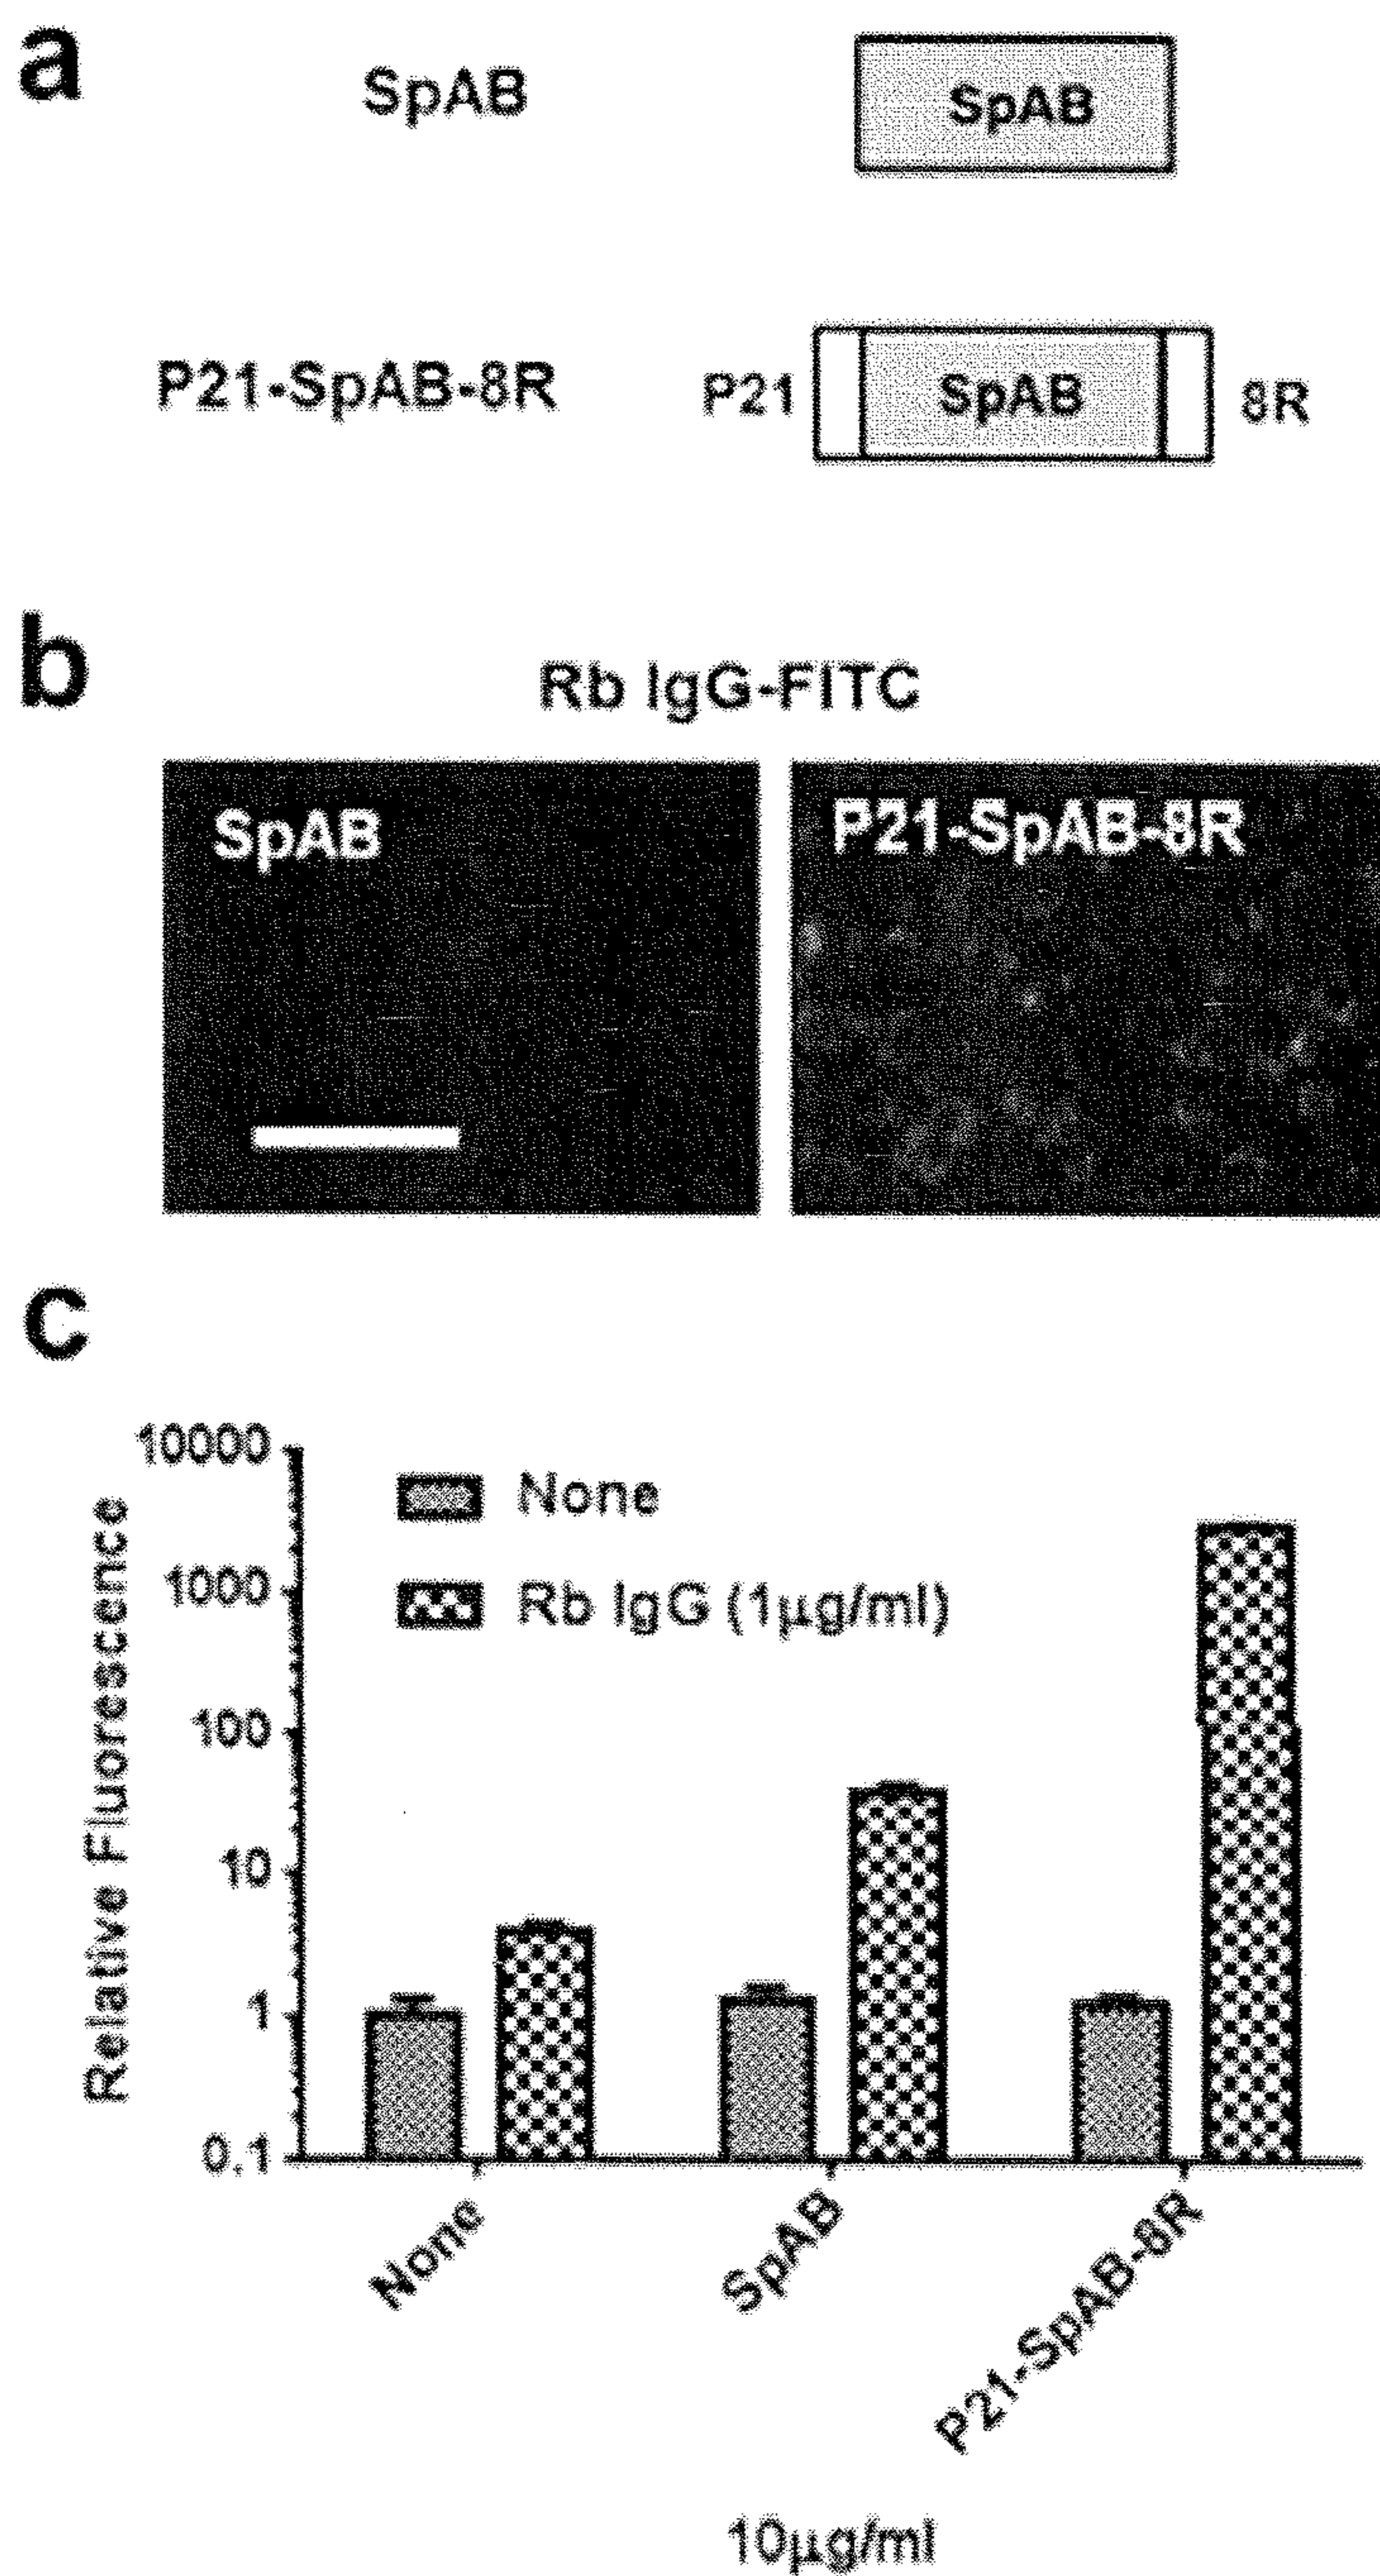 a
SpAB
SpAB
P21-SpAB-8R
P21
SpAB
8R
b
Rb IgG-FITC
SpAB
P21-SpAB-8R
c
10000
1000
100
10
1
0.1
Relative Fluorescence
None
Rb IgG (1μg/ml)
None
SpAB
P21-SpAB-8R
10μg/ml